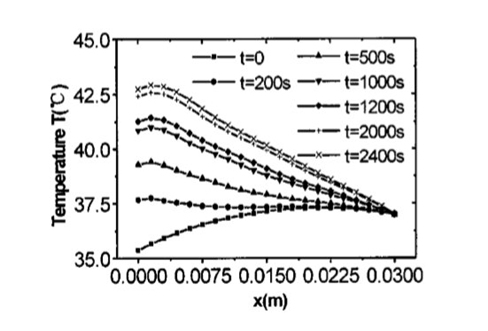 45.0
42.5
40.0
37.5
35.0
Temperature T(℃)
t=0
t=200s
t=500s
t=1000s
t=1200s
t=2000s
t=2400s
0.0000 0.0075 0.0150 0.0225 0.0300
x(m)